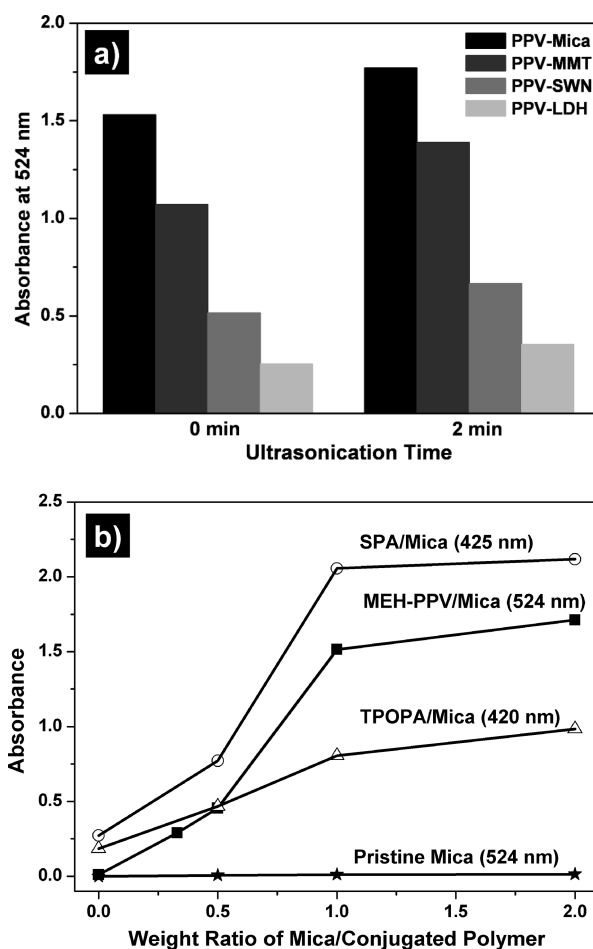 a)
2.0
1.5
1.0
0.5
0.0
Absorbance at 524 nm
PPV-Mica
PPV-MMT
PPV-SWN
PPV-LDH
0 min
2 min
Ultrasonication Time
b)
2.5
2.0
1.5
1.0
0.5
0.0
Absorbance
SPA/Mica (425 nm)
MEH-PPV/Mica (524 nm)
TPOPA/Mica (420 nm)
Pristine Mica (524 nm)
0.0 0.5 1.0 1.5 2.0
Weight Ratio of Mica/Conjugated Polymer